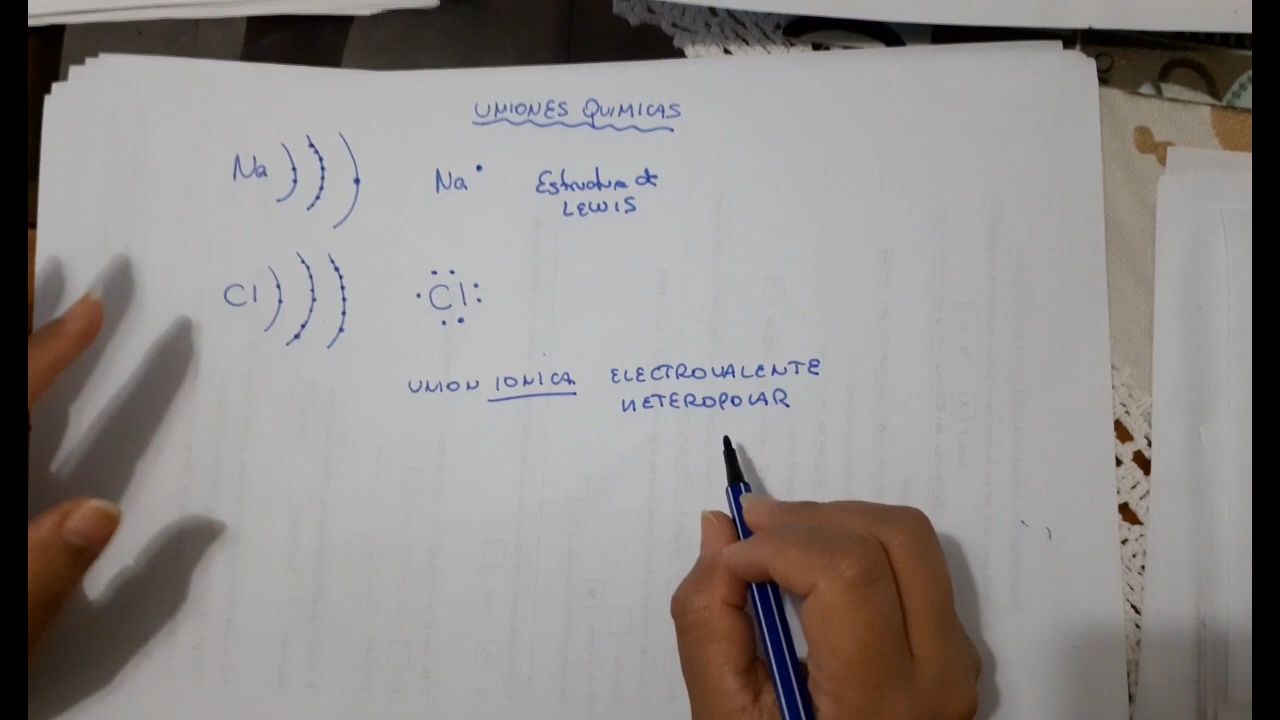 UNIONES QUIMICAS
Na
Na
Estructura de
LEWIS
Cl
Cl
UNION IONICA ELECTROVALENTE
HETEROPOLAR